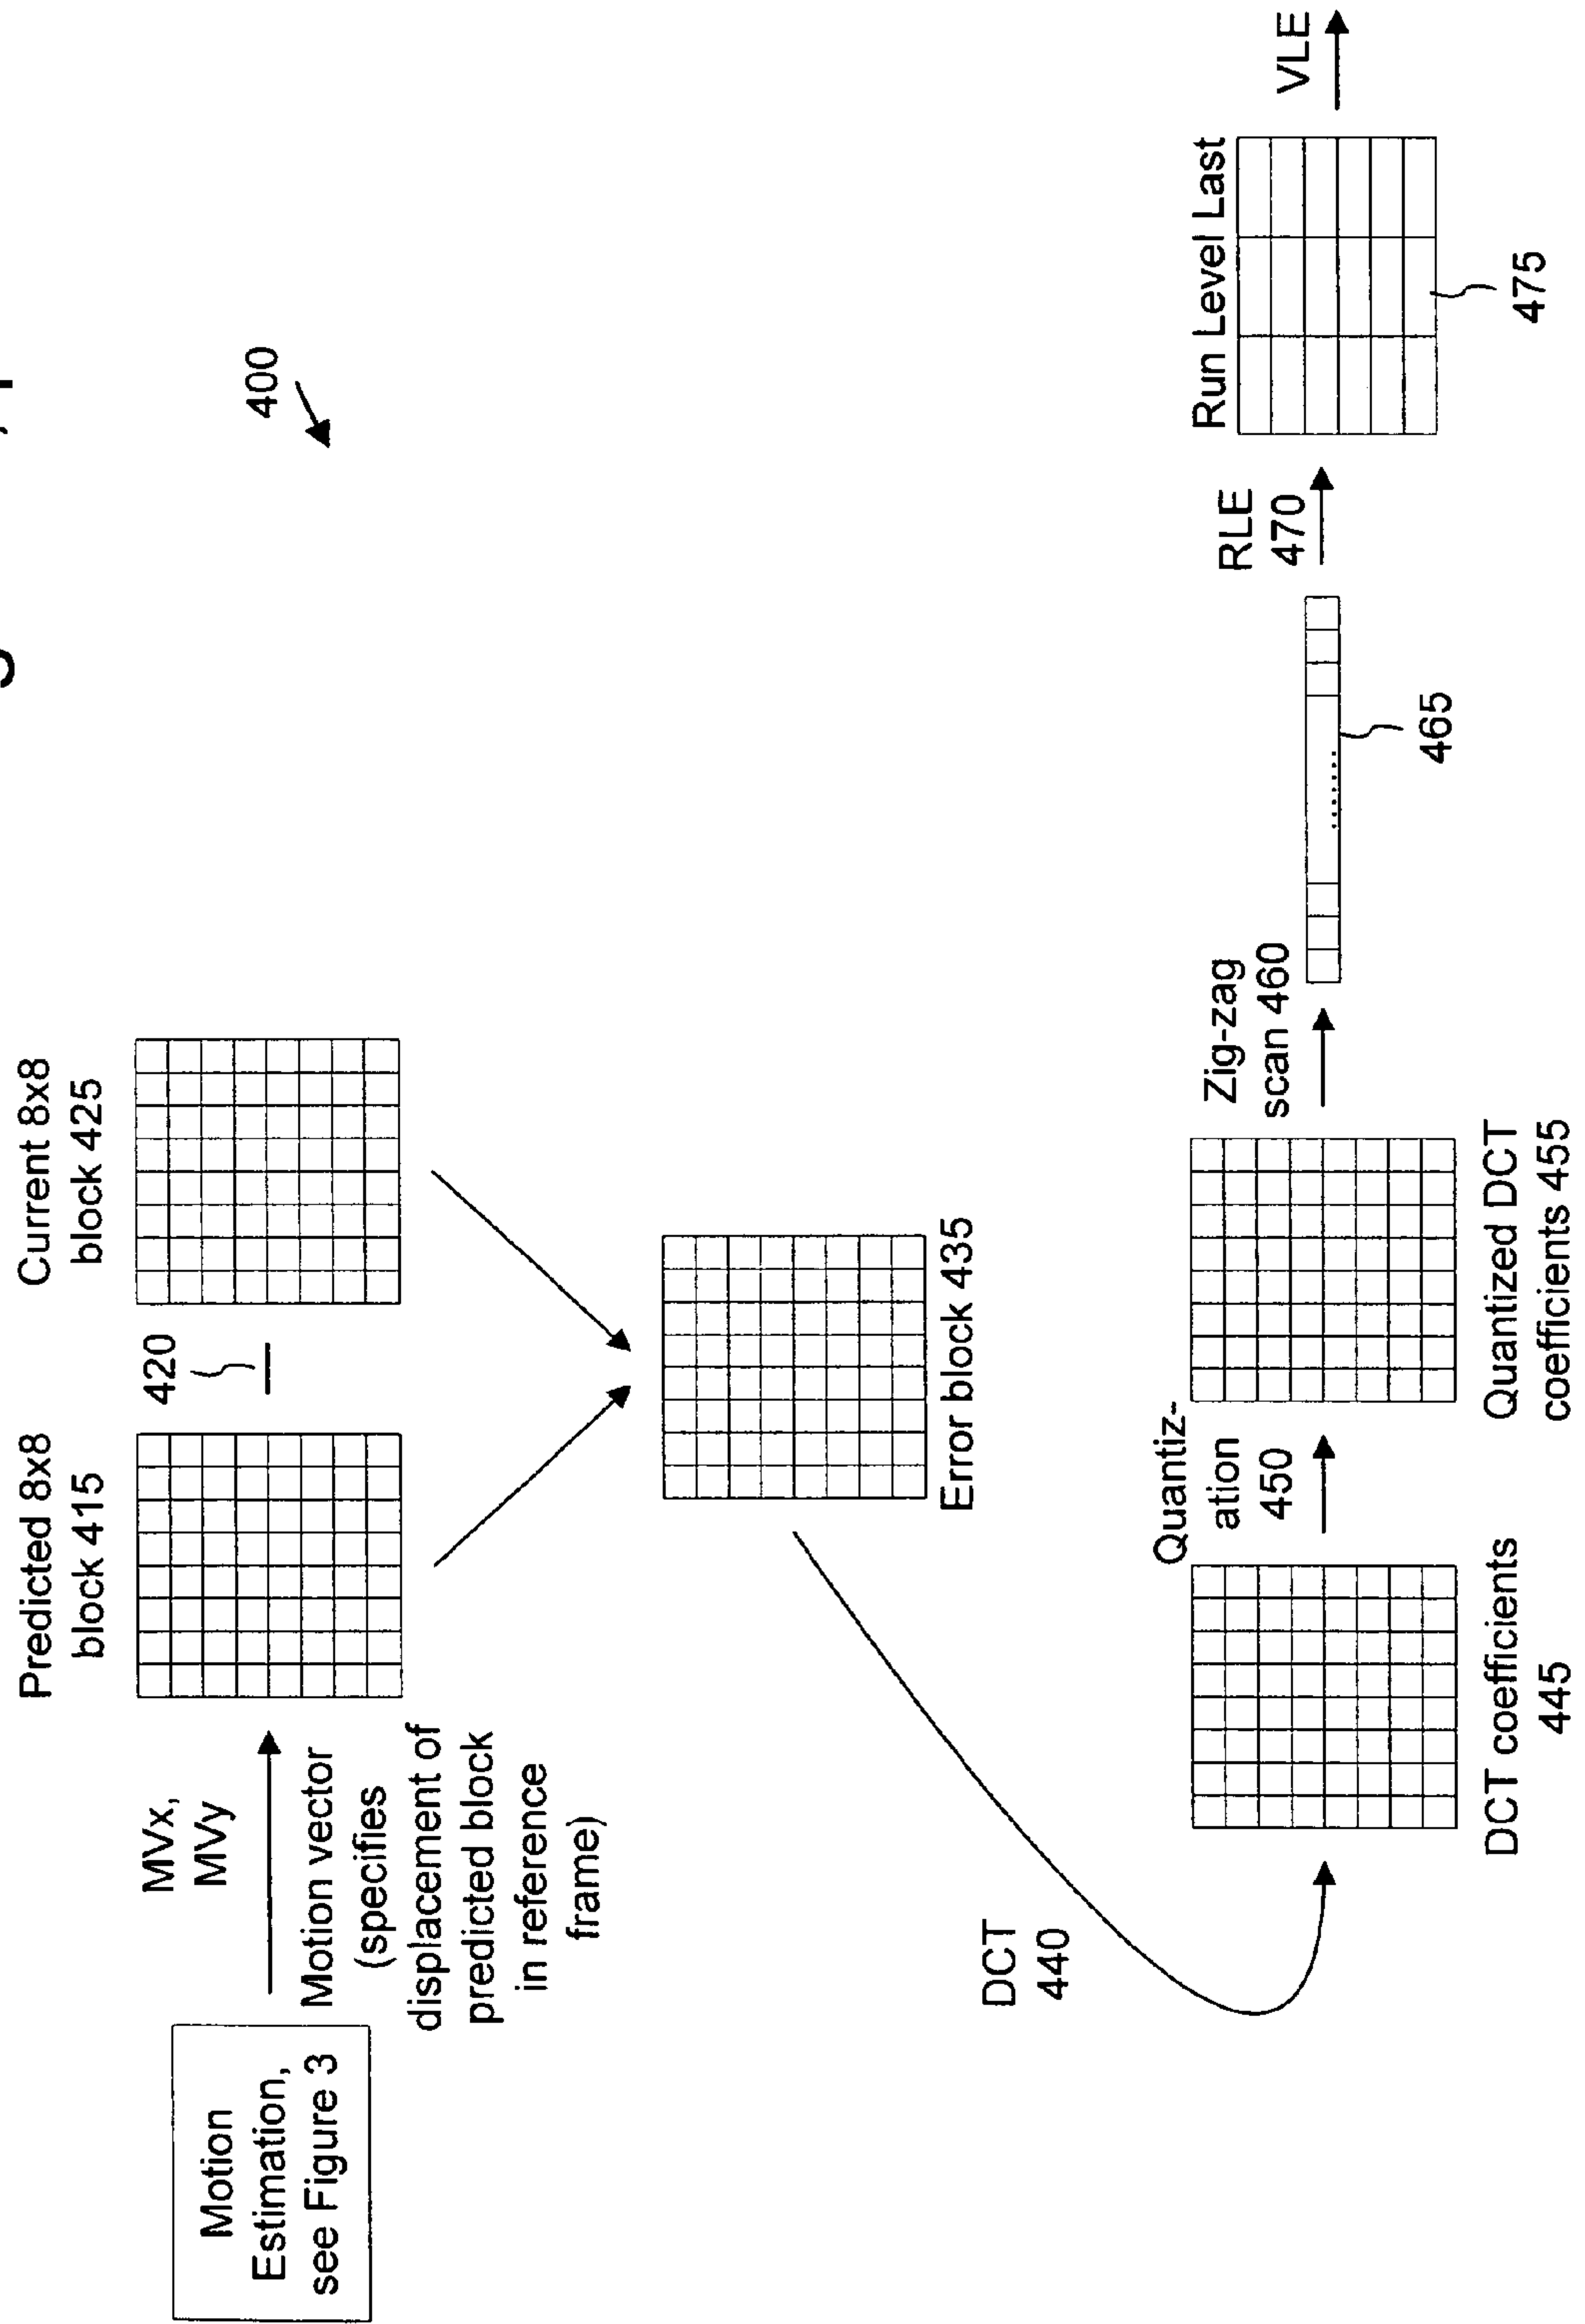 400
Motion
Estimation,
see Figure 3
MVx,
MVy
Motion vector
(specifies
displacement of
predicted block
in reference
frame)
Predicted 8x8
block 415
420
Current 8x8
block 425
Error block 435
DCT
440
DCT coefficients
445
Quantiz-
ation
450
Quantized DCT
coefficients 455
Zig-zag
scan 460
465
RLE
470
Run Level Last
475
VLE